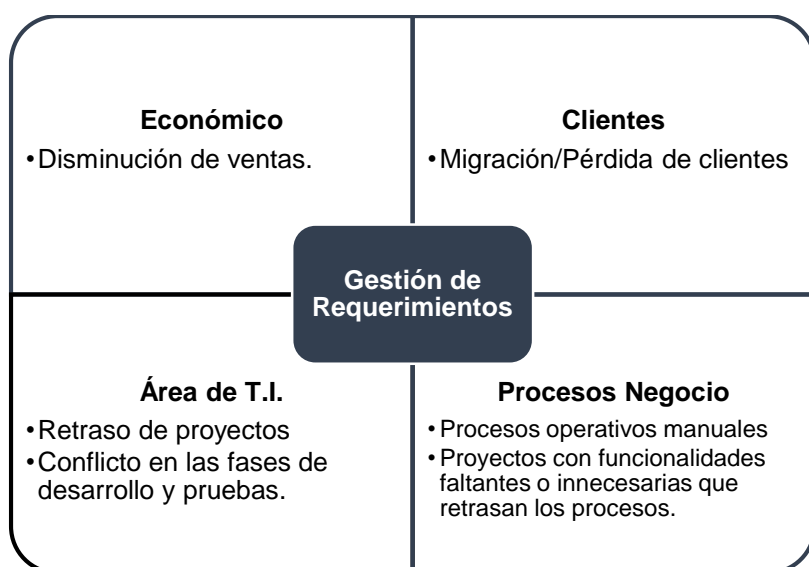 Económico
•Disminución de ventas.
Clientes
•Migración/Pérdida de clientes
Gestión de
Requerimientos
Área de T.I.
•Retraso de proyectos
•Conflicto en las fases de
desarrollo y pruebas.
Procesos Negocio
•Procesos operativos manuales
•Proyectos con funcionalidades
faltantes o innecesarias que
retrasan los procesos.